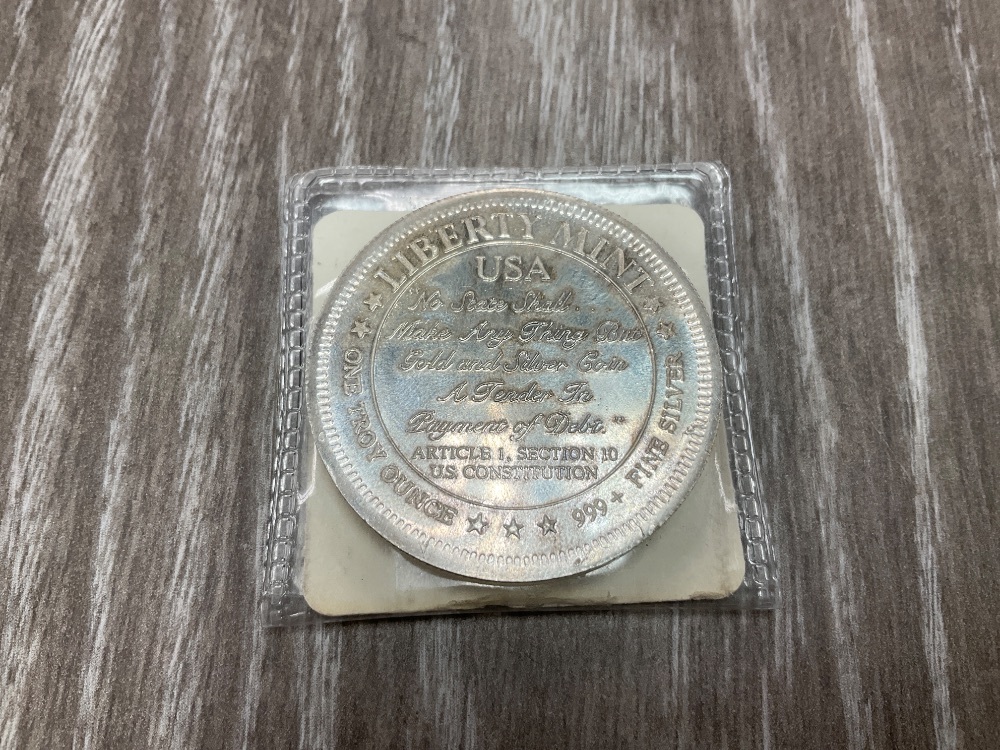 ★ ★ LIBERTY MINT ★ ★
USA
"No State Shall . . .
Make Any Thing But
Gold and Silver Coin
A Tender In
Payment of Debt."
ARTICLE 1, SECTION 10
U.S. CONSTITUTION
ONE TROY OUNCE ★ ★ ★ 999 + FINE SILVER